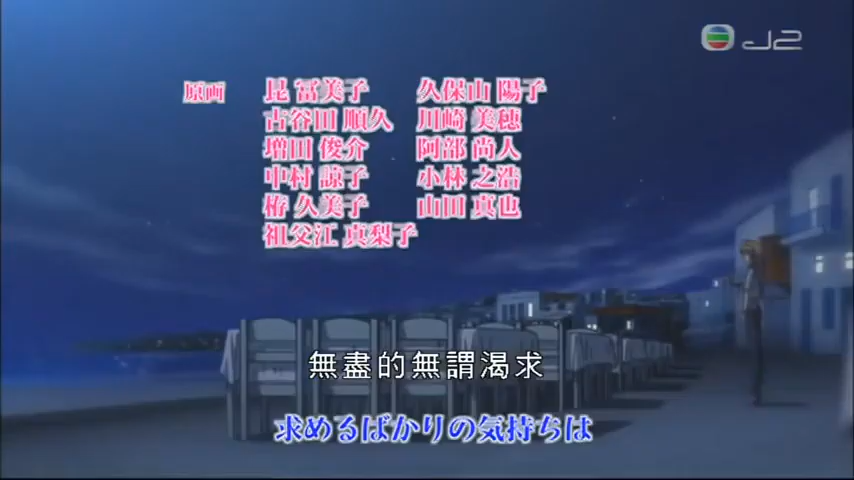 J2
原画 昆 冨美子 久保山 陽子
古谷田 順久 川崎 美穂
増田 俊介 阿部 尚人
中村 諒子 小林 之浩
栫 久美子 山田 真也
祖父江 真梨子
無盡的無謂渴求
求めるばかりの気持ちは